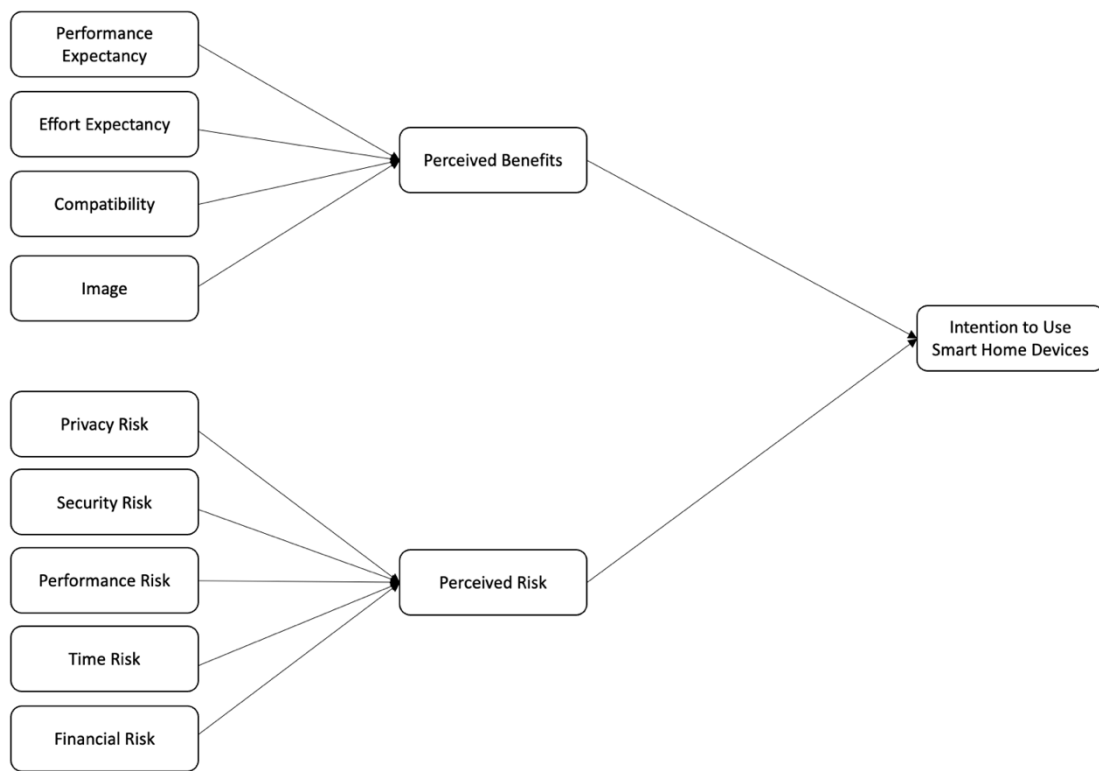 Performance
Expectancy
Effort Expectancy
Compatibility
Image
Perceived Benefits
Intention to Use
Smart Home Devices
Privacy Risk
Security Risk
Performance Risk
Time Risk
Financial Risk
Perceived Risk